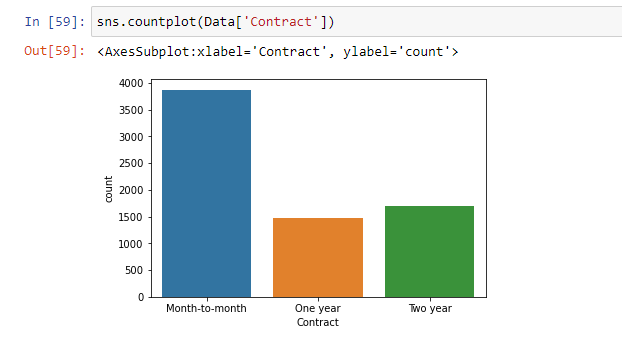 In [59]: sns.countplot(Data['Contract'])
Out[59]: <AxesSubplot:xlabel='Contract', ylabel='count'>
4000
3500
3000
2500
2000
1500
1000
500
0
count
Month-to-month One year Two year
Contract